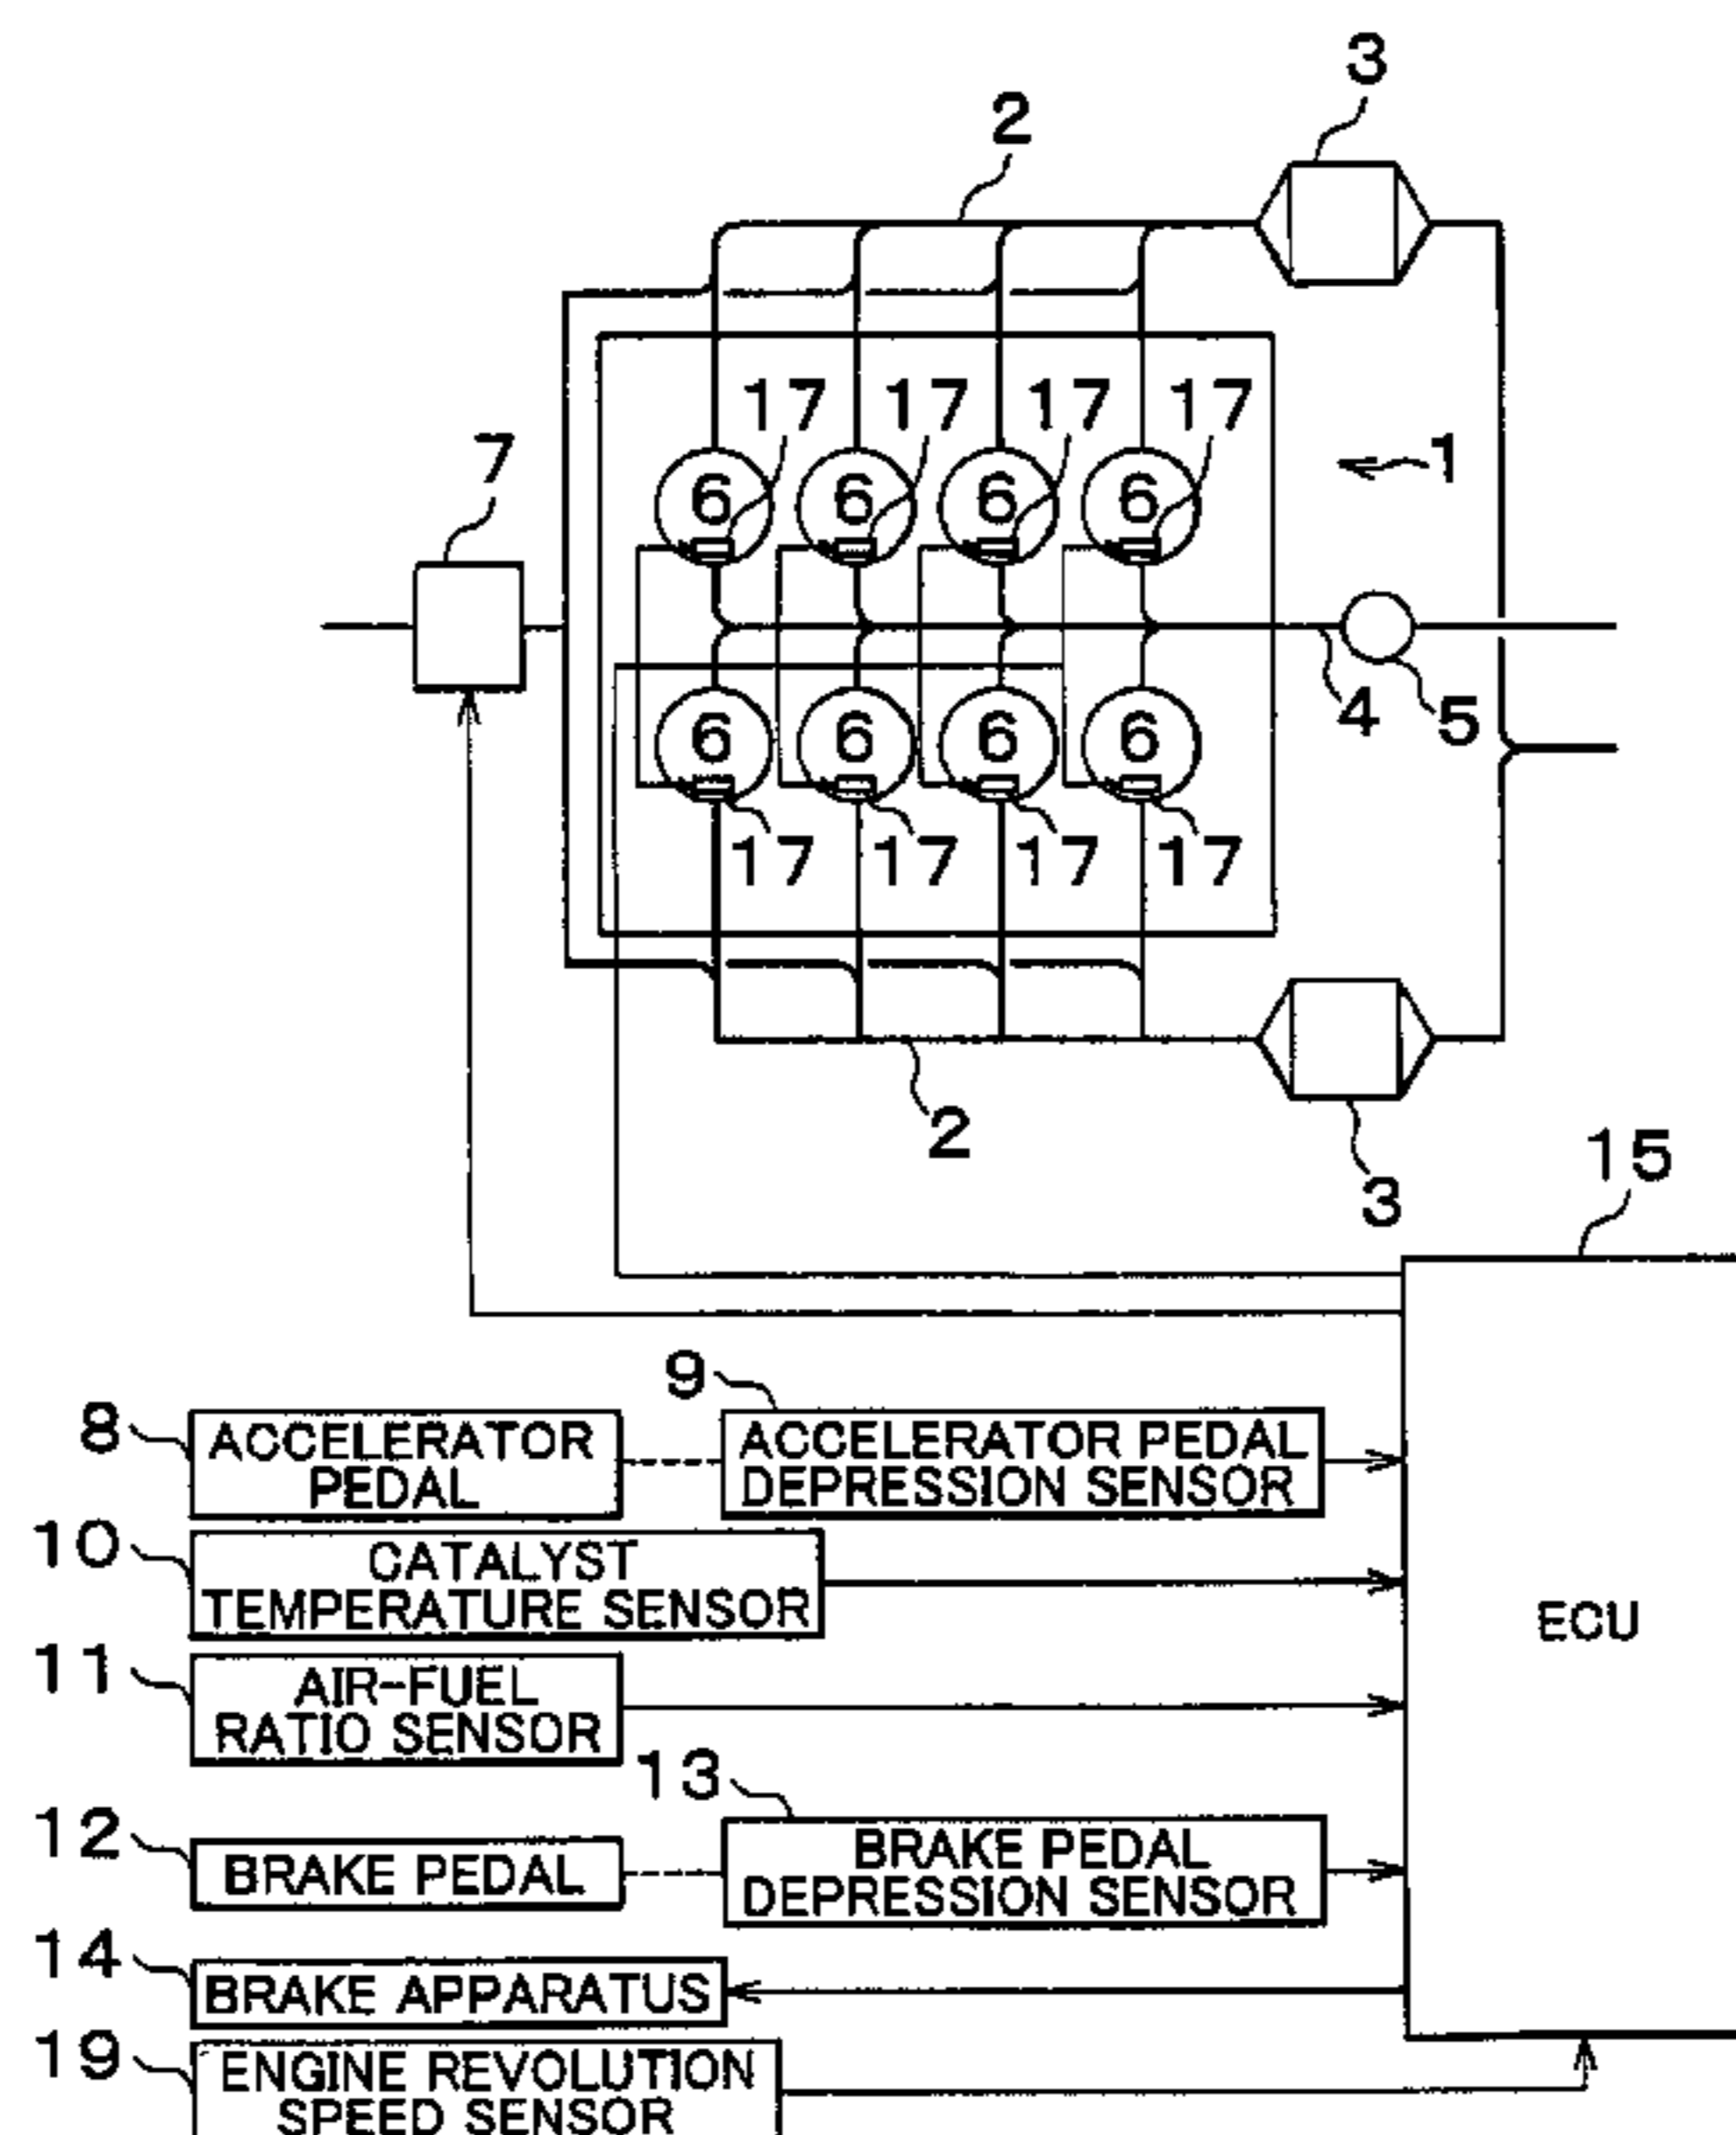 3
2
17 17 17 17
7
1
6 6 6 6
4 5
6 6 6 6
17 17 17 17
2
3
15
9
8 ACCELERATOR
PEDAL
ACCELERATOR PEDAL
DEPRESSION SENSOR
10 CATALYST
TEMPERATURE SENSOR
ECU
11 AIR-FUEL
RATIO SENSOR
13
12 BRAKE PEDAL
BRAKE PEDAL
DEPRESSION SENSOR
14 BRAKE APPARATUS
19 ENGINE REVOLUTION
SPEED SENSOR